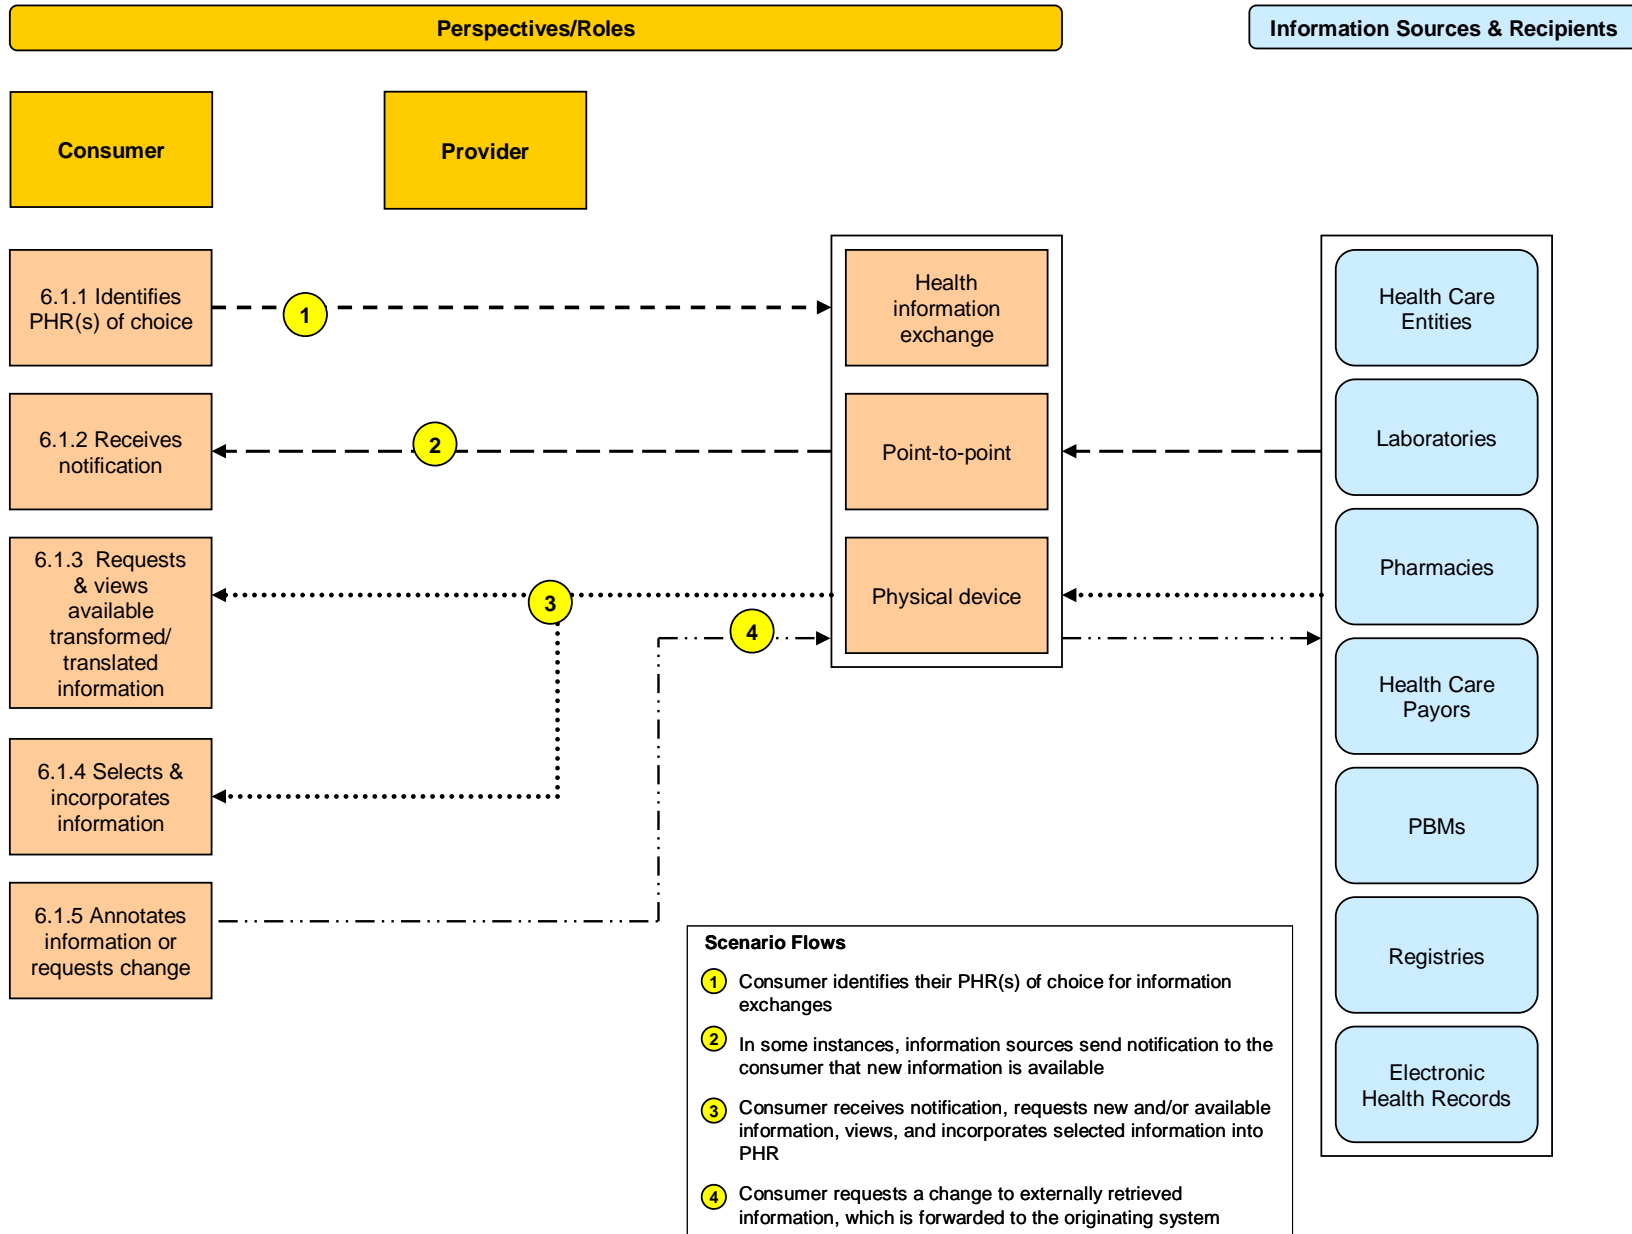 Perspectives/Roles
Information Sources & Recipients
Consumer
Provider
6.1.1 Identifies
PHR(s) of choice
1
Health
information
exchange
Health Care
Entities
6.1.2 Receives
notification
2
Point-to-point
Laboratories
6.1.3 Requests
& views
available
transformed/
translated
information
3
4
Physical device
Pharmacies
Health Care
Payors
6.1.4 Selects &
incorporates
information
PBMs
6.1.5 Annotates
information or
requests change
Registries
Electronic
Health Records
Scenario Flows
1 Consumer identifies their PHR(s) of choice for information
exchanges
2 In some instances, information sources send notification to the
consumer that new information is available
3 Consumer receives notification, requests new and/or available
information, views, and incorporates selected information into
PHR
4 Consumer requests a change to externally retrieved
information, which is forwarded to the originating system